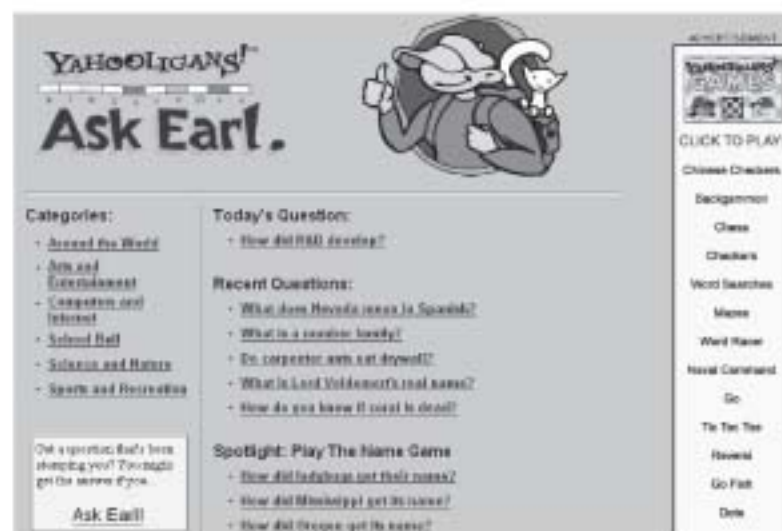 YAHOOLIGANS!
Ask Earl.
Categories:
Around the World
Arts and
Entertainment
Computers and
Internet
School Bell
Science and Nature
Sports and Recreation
Got a question that's been
stumping you? You might
get the answer if you...
Ask Earl!
Today's Question:
How did R&B develop?
Recent Questions:
What does Nevada mean in Spanish?
What is a number family?
Do carpenter ants eat drywall?
What is Lord Voldemort's real name?
How do you know if coral is dead?
Spotlight: Play The Name Game
How did ladybugs get their name?
How did Mississippi get its name?
How did Oregon get its name?
ADVERTISEMENT
YAHOOLIGANS!
GAMES
CLICK TO PLAY
Chinese Checkers
Backgammon
Chess
Checkers
Word Searches
Mazes
Word Racer
Naval Command
Go
Tic Tac Toe
Reversi
Go Fish
Dots